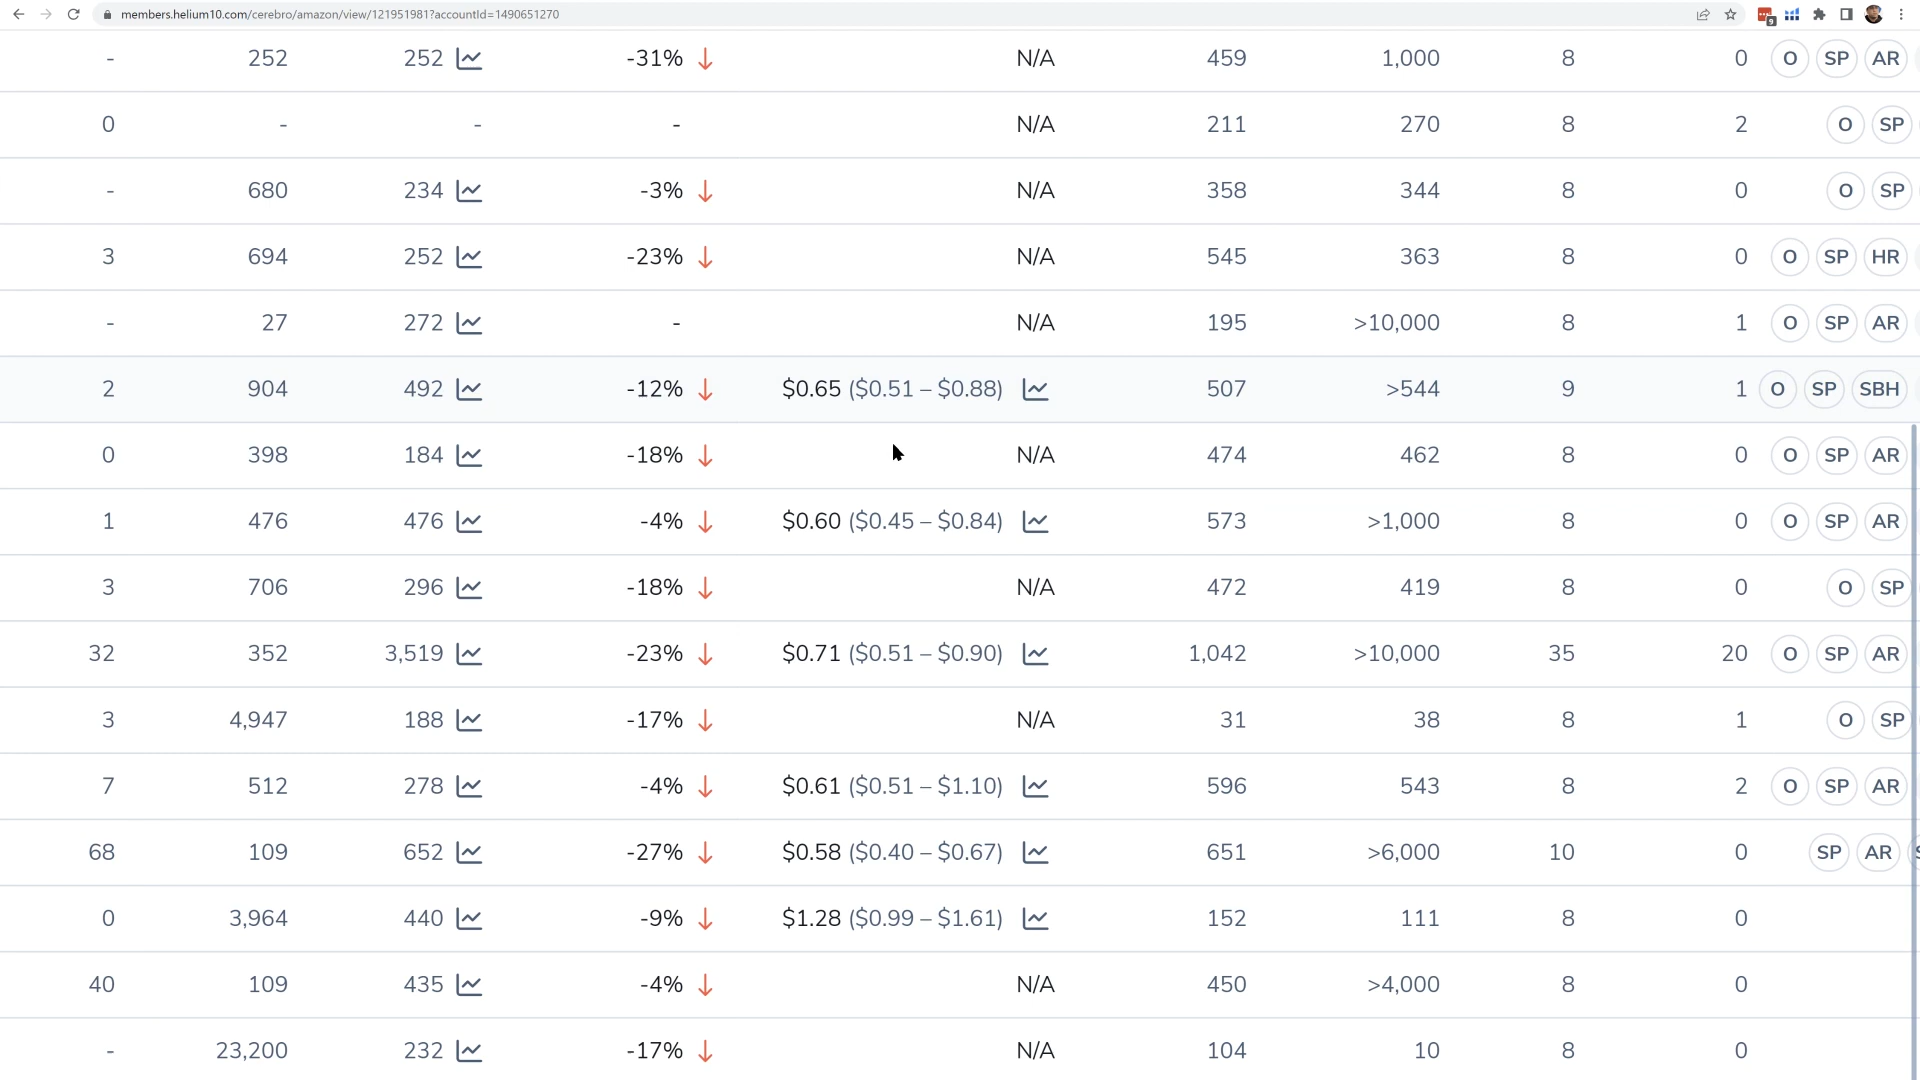 members.helium10.com/cerebro/amazon/view/121951981?accountId=1490651270
9
- 252 252 -31% N/A 459 1,000 8 0 O SP AR
0 - - - N/A 211 270 8 2 O SP
- 680 234 -3% N/A 358 344 8 0 O SP
3 694 252 -23% N/A 545 363 8 0 O SP HR
- 27 272 - N/A 195 >10,000 8 1 O SP AR
2 904 492 -12% $0.65 ($0.51 – $0.88) 507 >544 9 1 O SP SBH
0 398 184 -18% N/A 474 462 8 0 O SP AR
1 476 476 -4% $0.60 ($0.45 – $0.84) 573 >1,000 8 0 O SP AR
3 706 296 -18% N/A 472 419 8 0 O SP
32 352 3,519 -23% $0.71 ($0.51 – $0.90) 1,042 >10,000 35 20 O SP AR
3 4,947 188 -17% N/A 31 38 8 1 O SP
7 512 278 -4% $0.61 ($0.51 – $1.10) 596 543 8 2 O SP AR
68 109 652 -27% $0.58 ($0.40 – $0.67) 651 >6,000 10 0 SP AR
0 3,964 440 -9% $1.28 ($0.99 – $1.61) 152 111 8 0
40 109 435 -4% N/A 450 >4,000 8 0
- 23,200 232 -17% N/A 104 10 8 0